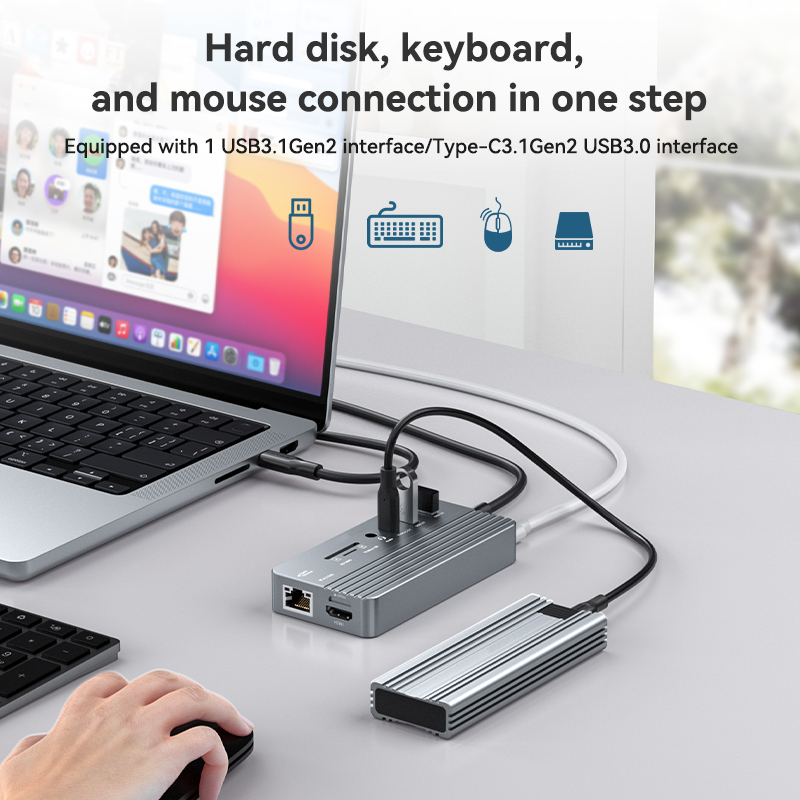 Hard disk, keyboard,
and mouse connection in one step
Equipped with 1 USB3.1Gen2 interface/Type-C3.1Gen2 USB3.0 interface
HDMI